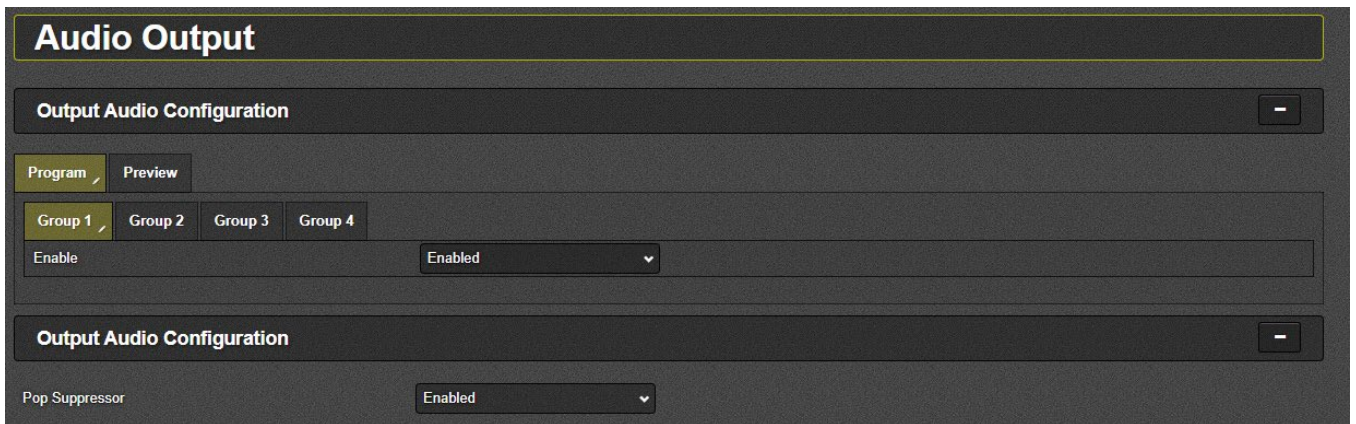 Audio Output
Output Audio Configuration
Program Preview
Group 1 Group 2 Group 3 Group 4
Enable Enabled
Output Audio Configuration
Pop Suppressor Enabled